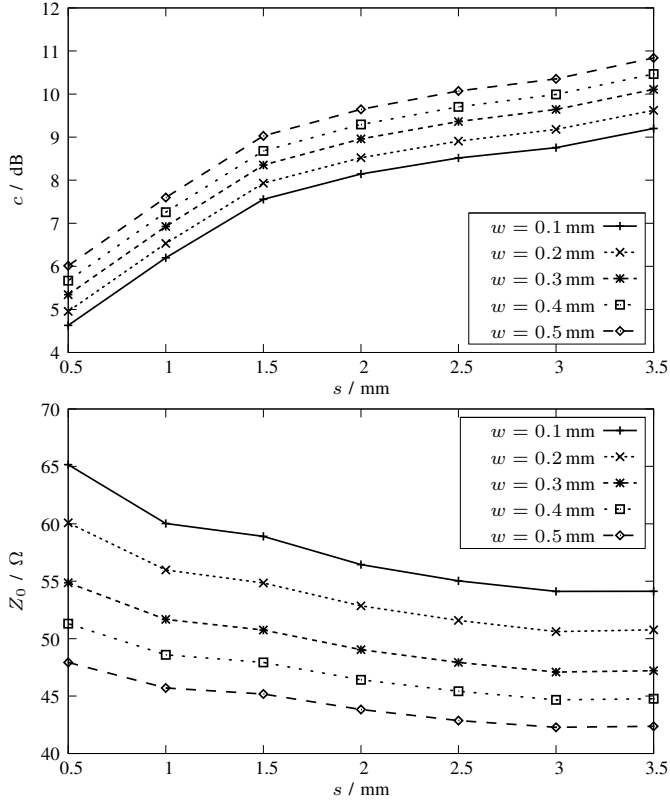 12
11
10
9
8
7
6
5
4
c / dB
w = 0.1 mm
w = 0.2 mm
w = 0.3 mm
w = 0.4 mm
w = 0.5 mm
0.5 1 1.5 2 2.5 3 3.5
s / mm
70
65
60
55
50
45
40
Z₀ / Ω
w = 0.1 mm
w = 0.2 mm
w = 0.3 mm
w = 0.4 mm
w = 0.5 mm
0.5 1 1.5 2 2.5 3 3.5
s / mm